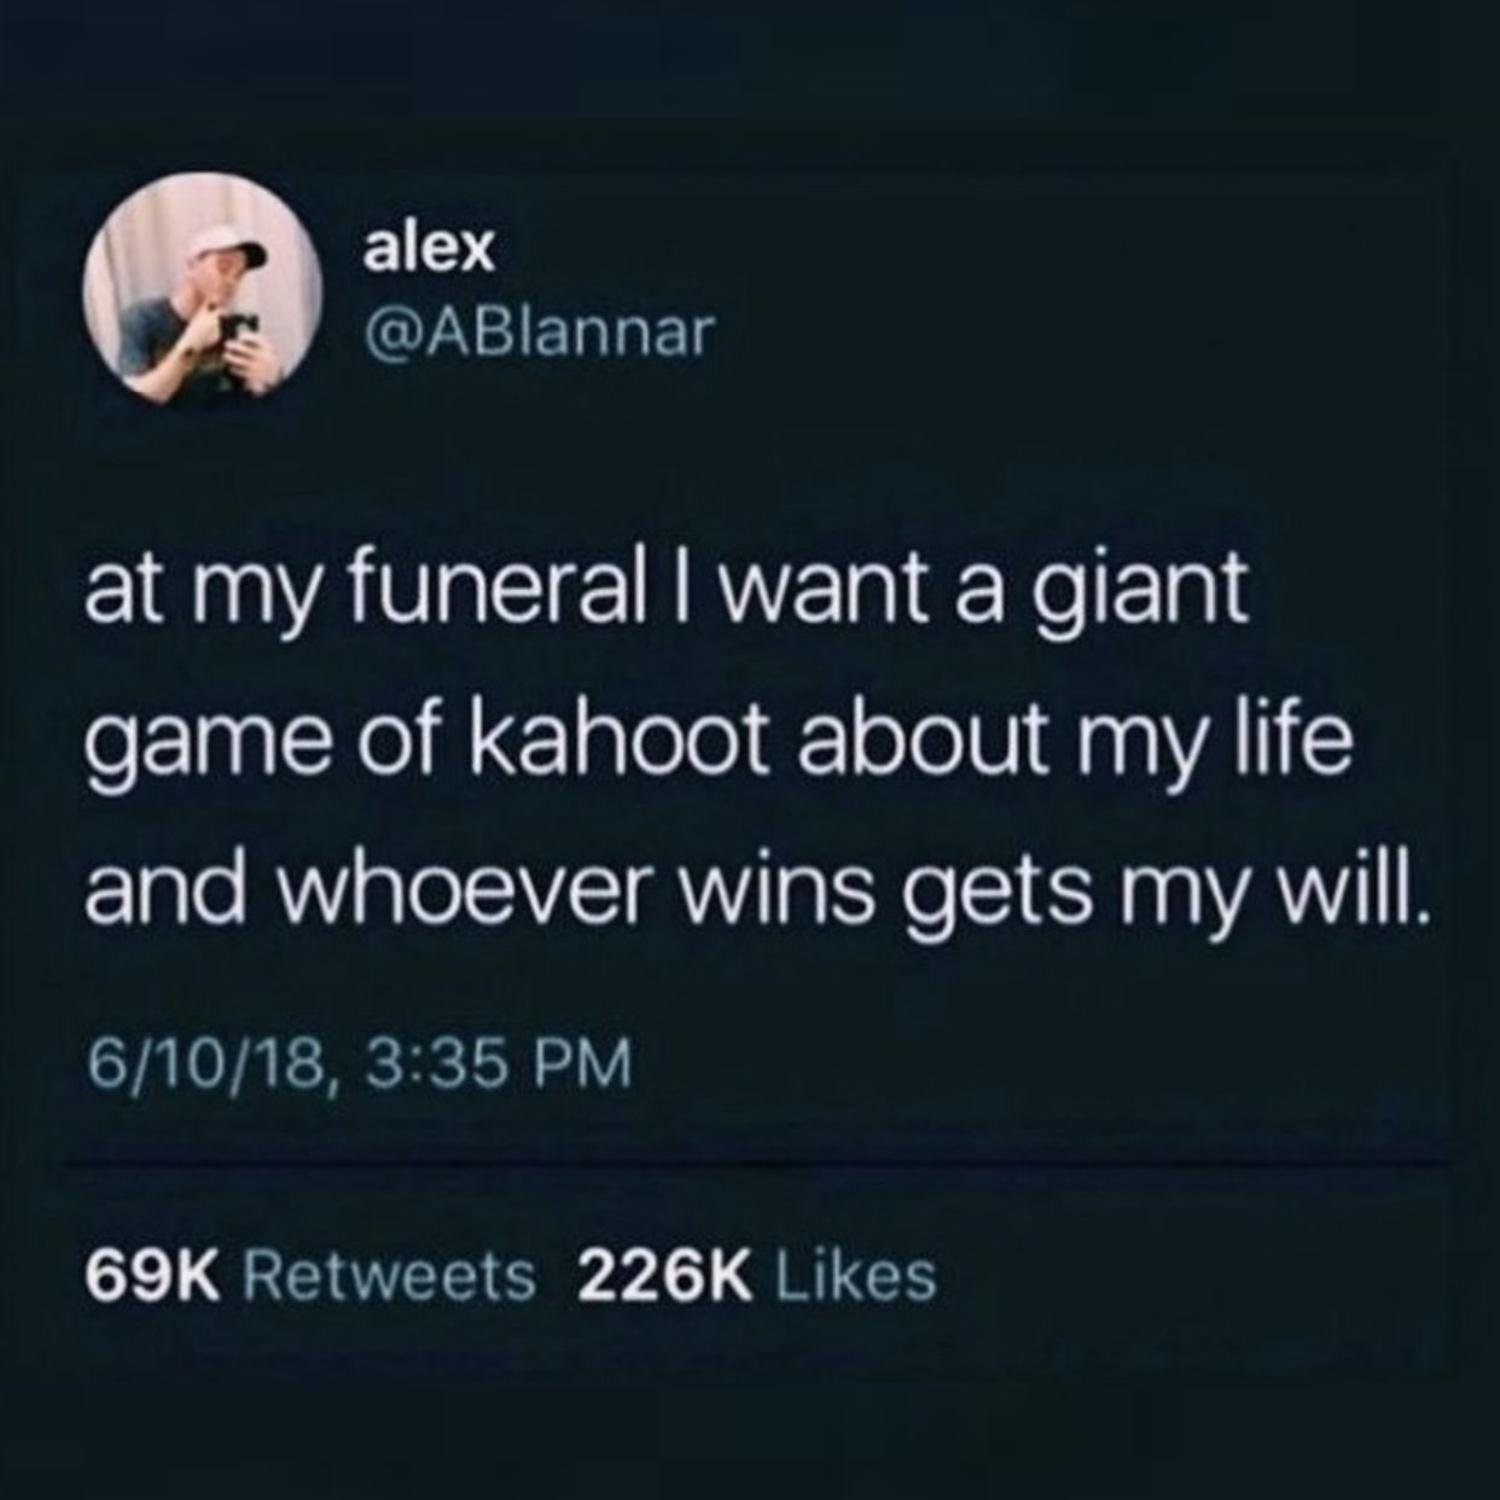 alex
@ABlannar
at my funeral I want a giant
game of kahoot about my life
and whoever wins gets my will.
6/10/18, 3:35 PM
69K Retweets 226K Likes